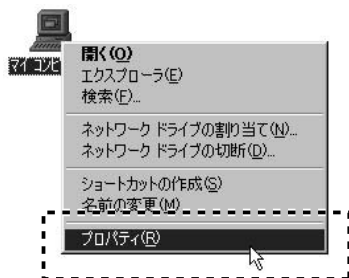 マイ コンピ
開く(O)
エクスプローラ(E)
検索(F)...
ネットワーク ドライブの割り当て(N)...
ネットワーク ドライブの切断(D)...
ショートカットの作成(S)
名前の変更(M)
プロパティ(R)